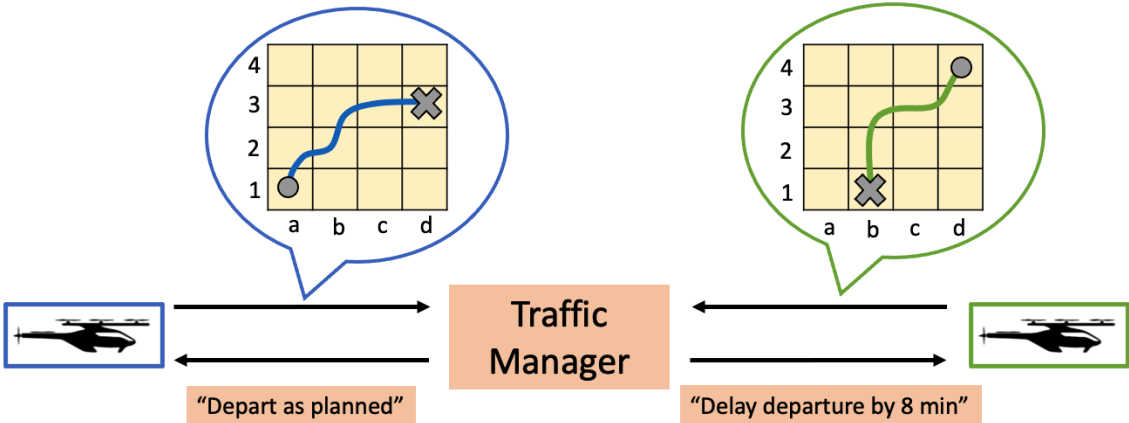 4
3
2
1
a b c d
4
3
2
1
a b c d
Traffic
Manager
“Depart as planned”
“Delay departure by 8 min”